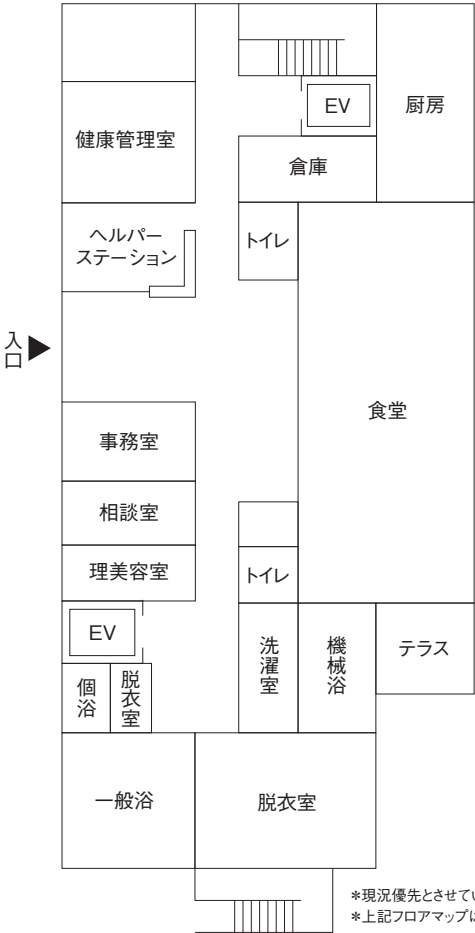 EV
厨房
健康管理室
倉庫
ヘルパー
ステーション
トイレ
入口
食堂
事務室
相談室
理美容室
トイレ
EV
洗濯室
機械浴
テラス
個浴
脱衣室
一般浴
脱衣室
*現況優先とさせてい
*上記フロアマップは